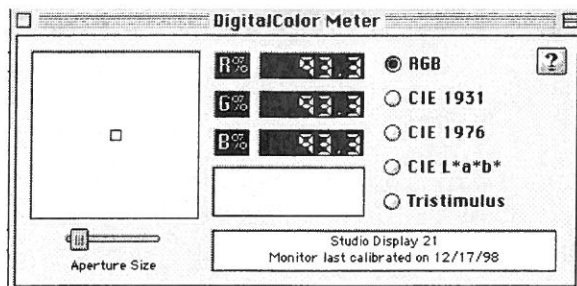 DigitalColor Meter
R% 93.3
G% 93.3
B% 93.3
RGB
CIE 1931
CIE 1976
CIE L*a*b*
Tristimulus
?
Aperture Size
Studio Display 21
Monitor last calibrated on 12/17/98